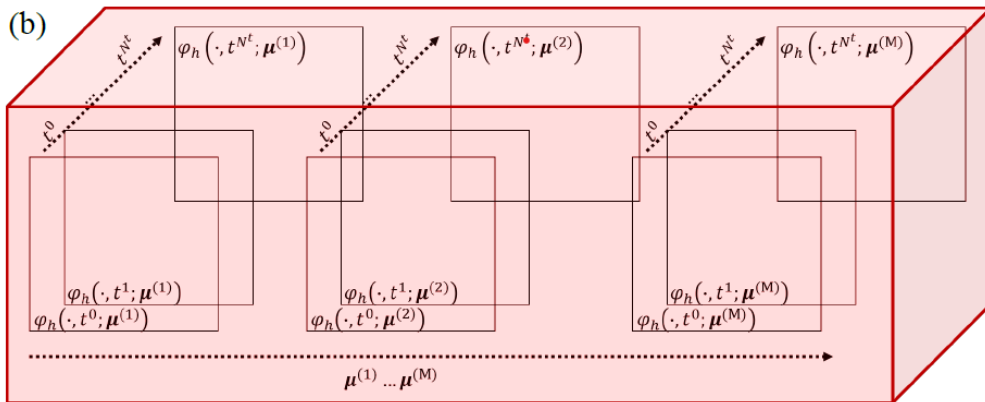 (b)
t^{N^t} φ_h(·, t^{N^t}; μ^{(1)}) t^{N^t} φ_h(·, t^{N^t}; μ^{(2)}) t^{N^t} φ_h(·, t^{N^t}; μ^{(M)})
t^0 ... t^0 ... t^0 ...
φ_h(·, t^1; μ^{(1)}) φ_h(·, t^1; μ^{(2)}) φ_h(·, t^1; μ^{(M)})
φ_h(·, t^0; μ^{(1)}) φ_h(·, t^0; μ^{(2)}) φ_h(·, t^0; μ^{(M)})
μ^{(1)} ... μ^{(M)}